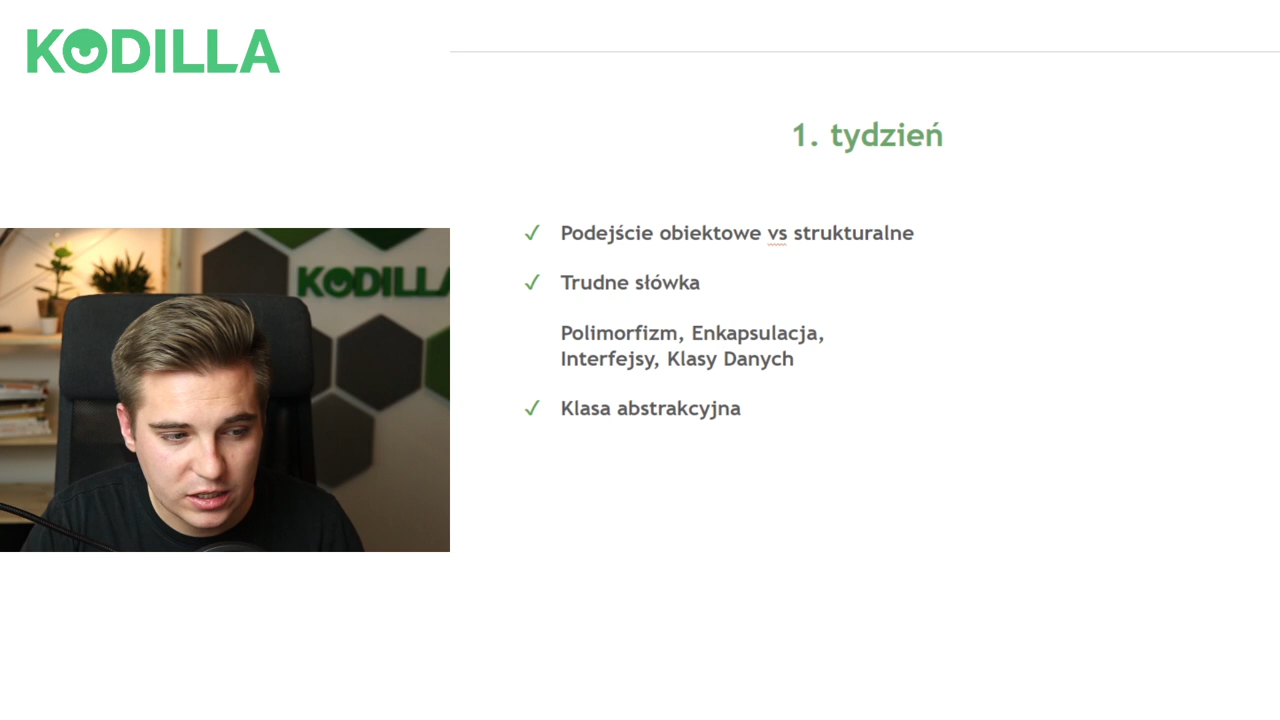 KODILLA
1. tydzień
✓ Podejście obiektowe vs strukturalne
✓ Trudne słówka
Polimorfizm, Enkapsulacja,
Interfejsy, Klasy Danych
✓ Klasa abstrakcyjna
KODILLA